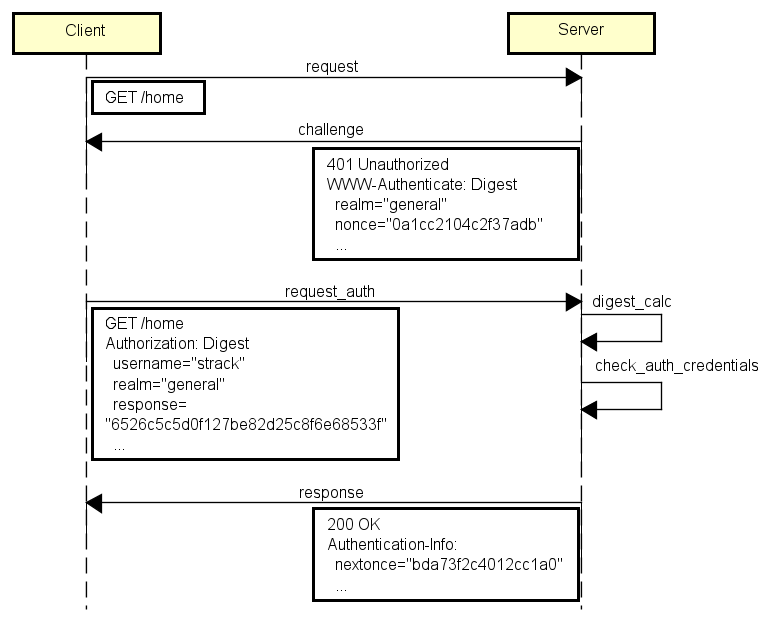 Client
Server
request
GET /home
challenge
401 Unauthorized
WWW-Authenticate: Digest
realm="general"
nonce="0a1cc2104c2f37adb"
...
request_auth
digest_calc
GET /home
Authorization: Digest
username="strack"
realm="general"
response=
"6526c5c5d0f127be82d25c8f6e68533f"
...
check_auth_credentials
response
200 OK
Authentication-Info:
nextonce="bda73f2c4012cc1a0"
...